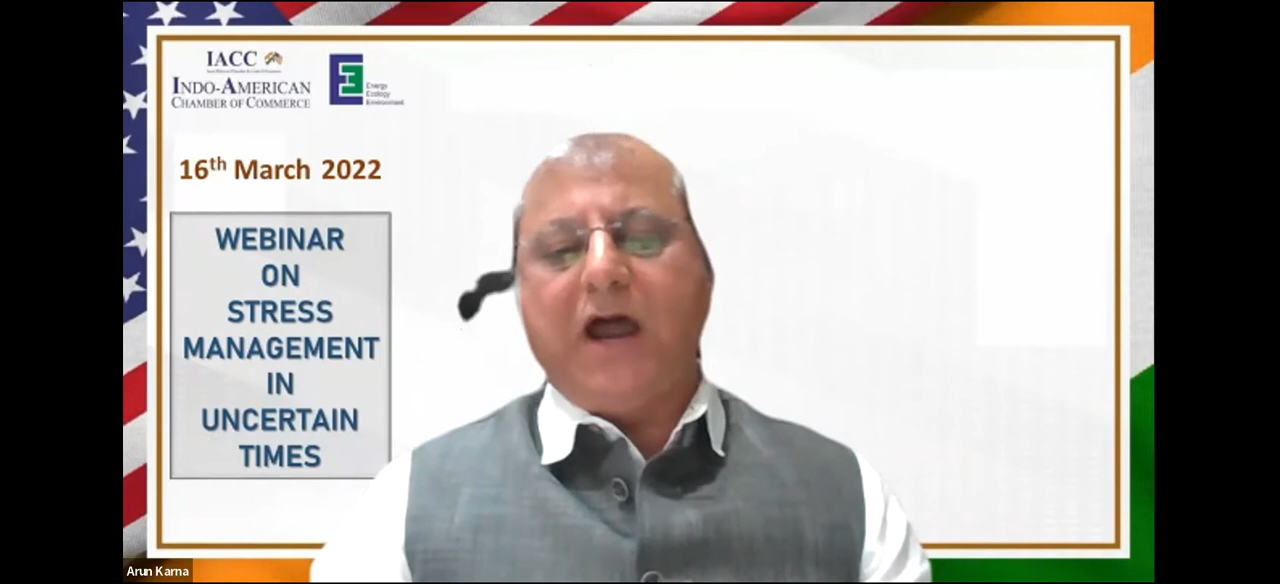 IACC
INDO-AMERICAN
CHAMBER OF COMMERCE
Energy
Ecology
Environment
16th March 2022
WEBINAR
ON
STRESS
MANAGEMENT
IN
UNCERTAIN
TIMES
Arun Karna